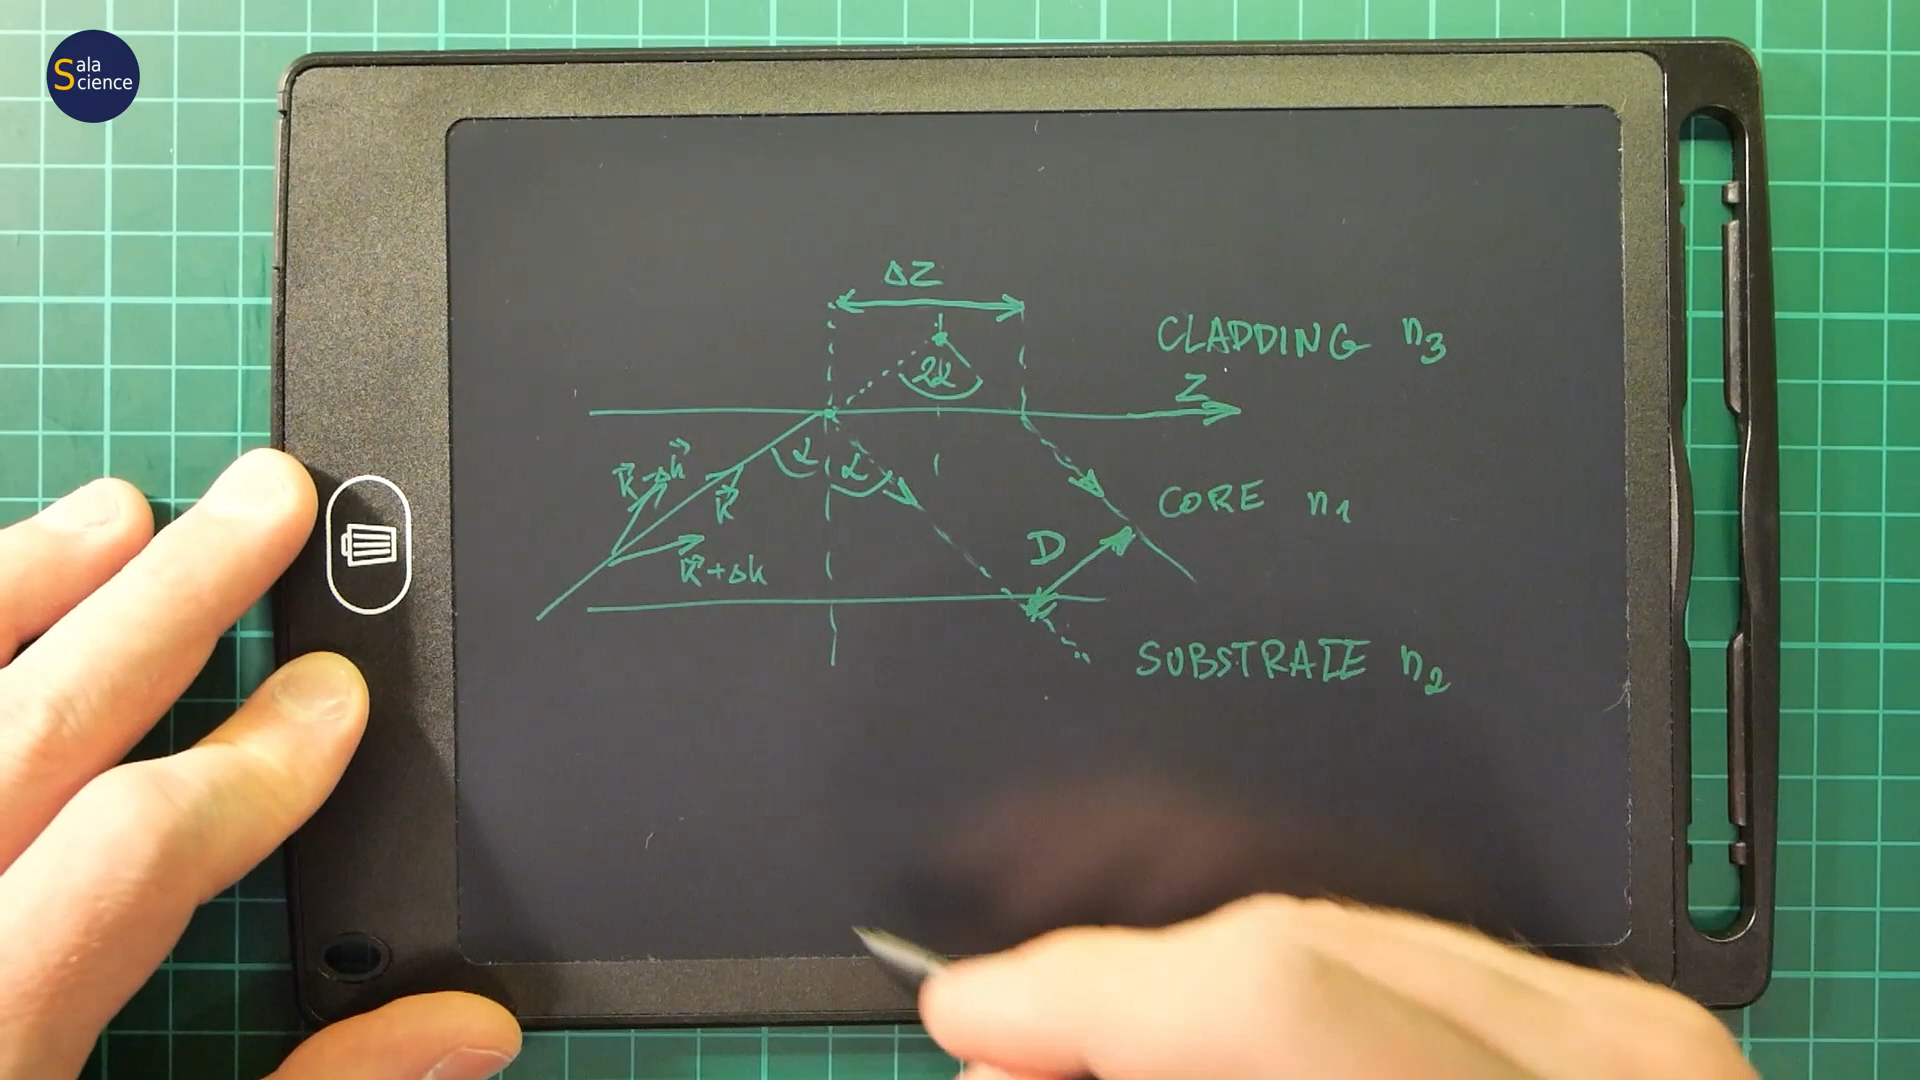 Sala
Science
ΔZ
CLADDING n₃
2α
Z
α
α
k⃗-Δk⃗
k⃗
CORE n₁
D
k⃗+Δk
SUBSTRATE n₂